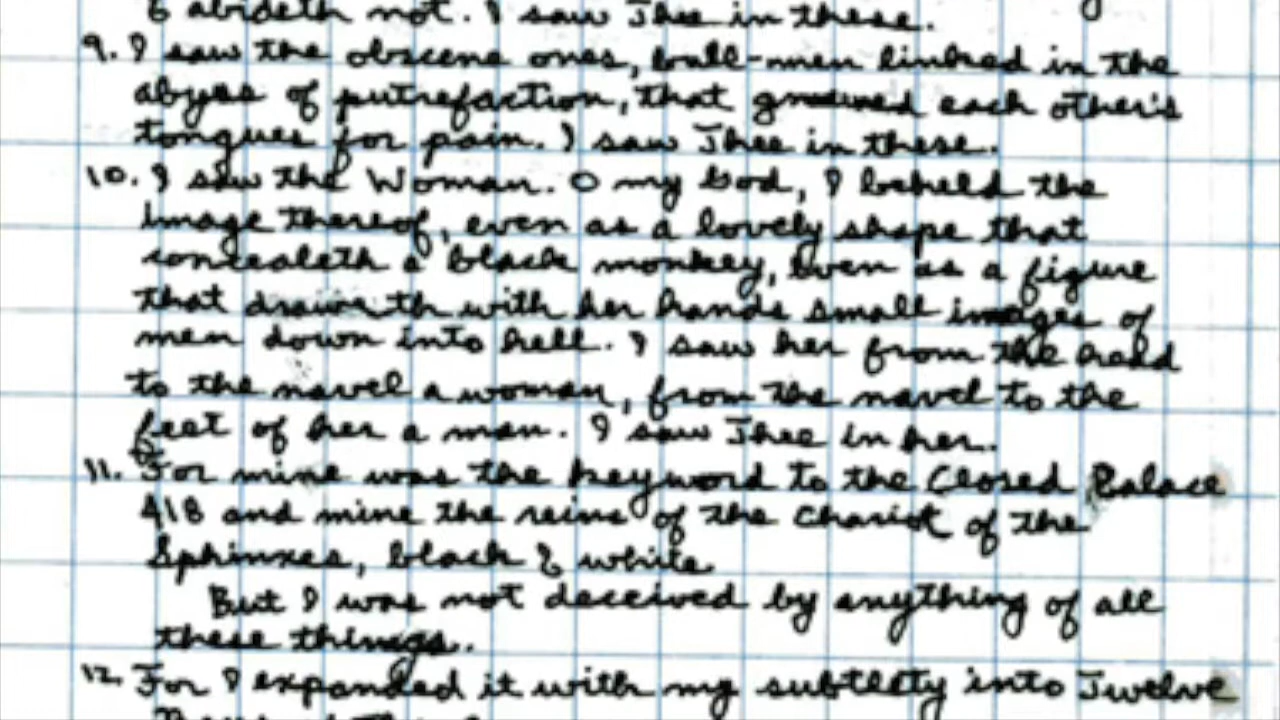 & abideth not. I saw Thee in these.
9. I saw the obscene ones, bull-men linked in the
abyss of putrefaction, that gnawed each other's
tongues for pain. I saw Thee in these.
10. I saw the Woman. O my God, I beheld the
image thereof, even as a lovely shape that
concealeth a black monkey, even as a figure
that draweth with her hands small images of
men down into hell. I saw her from the head
to the navel a woman, from the navel to the
feet of her a man. I saw Thee in her.
11. For mine was the keyword to the Closed Palace
418 and mine the reins of the Chariot of the
Sphinxes, black & white.
But I was not deceived by anything of all
these things.
12. For I expanded it with my subtlety into Twelve